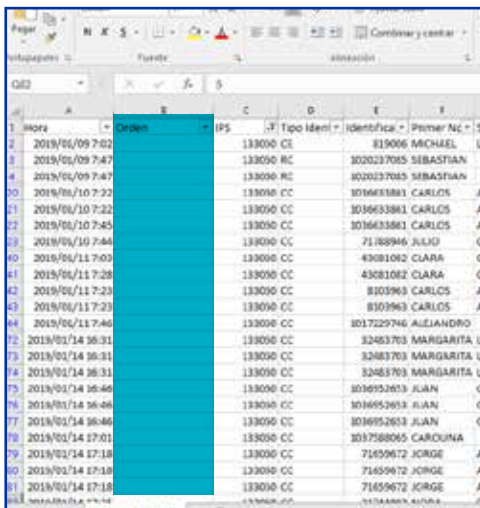 Pegar
N K S
Fuente
Combinar y centrar
5
A B C D E F
1 Hora Orden IPS Tipo Identi Identifica Primer Nc
2 2019/01/09 7:02 133050 CE 819006 MICHAEL
3 2019/01/09 7:47 133050 RC 1020237085 SEBASTIAN
4 2019/01/09 7:47 133050 RC 1020237085 SEBASTIAN
20 2019/01/10 7:22 133050 CC 1036633861 CARLOS
21 2019/01/10 7:22 133050 CC 1036633861 CARLOS
22 2019/01/10 7:45 133050 CC 1036633861 CARLOS
23 2019/01/10 7:44 133050 CC 71788946 JULIO
40 2019/01/11 7:03 133050 CC 43081082 CLARA
41 2019/01/11 7:28 133050 CC 43081082 CLARA
42 2019/01/11 7:23 133050 CC 8103963 CARLOS
43 2019/01/11 7:23 133050 CC 8103963 CARLOS
44 2019/01/11 7:46 133050 CC 1017229746 ALEJANDRO
72 2019/01/14 16:31 133050 CC 32483703 MARGARITA
73 2019/01/14 16:31 133050 CC 32483703 MARGARITA
74 2019/01/14 16:31 133050 CC 32483703 MARGARITA
75 2019/01/14 16:46 133050 CC 1036952653 JUAN
76 2019/01/14 16:46 133050 CC 1036952653 JUAN
77 2019/01/14 16:46 133050 CC 1036952653 JUAN
78 2019/01/14 17:01 133050 CC 1037588065 CAROLINA
79 2019/01/14 17:18 133050 CC 71659672 JORGE
80 2019/01/14 17:18 133050 CC 71659672 JORGE
81 2019/01/14 17:18 133050 CC 71659672 JORGE